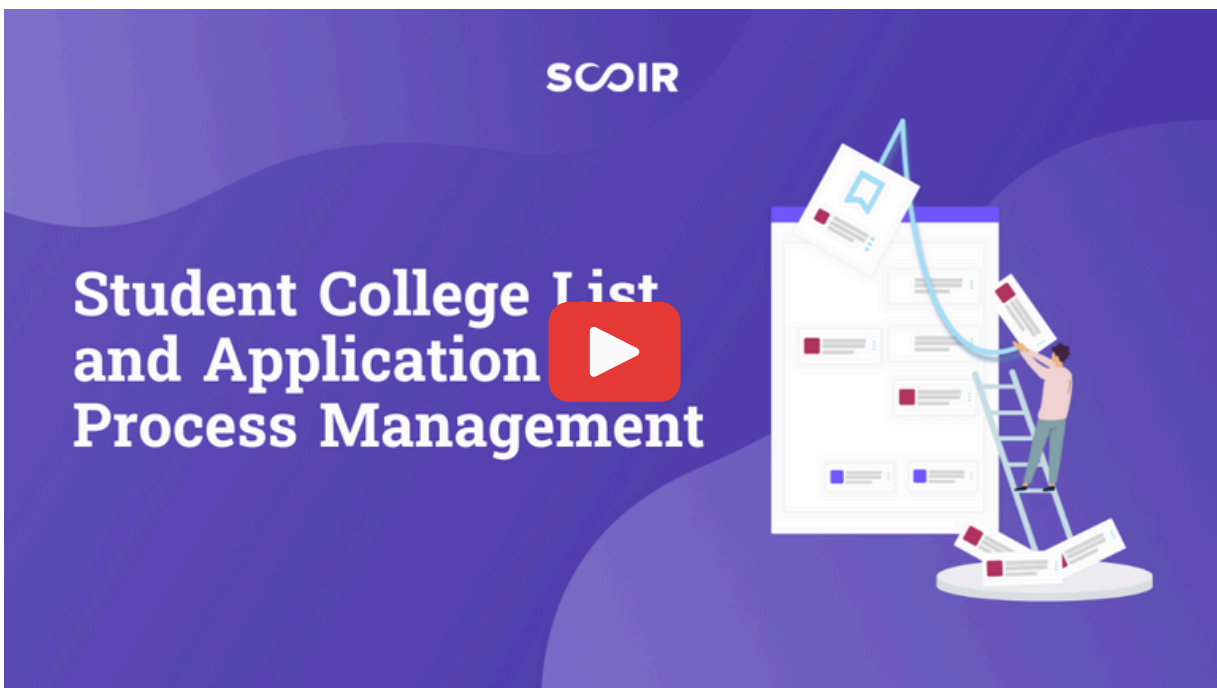 SCOIR
Student College List
and Application
Process Management